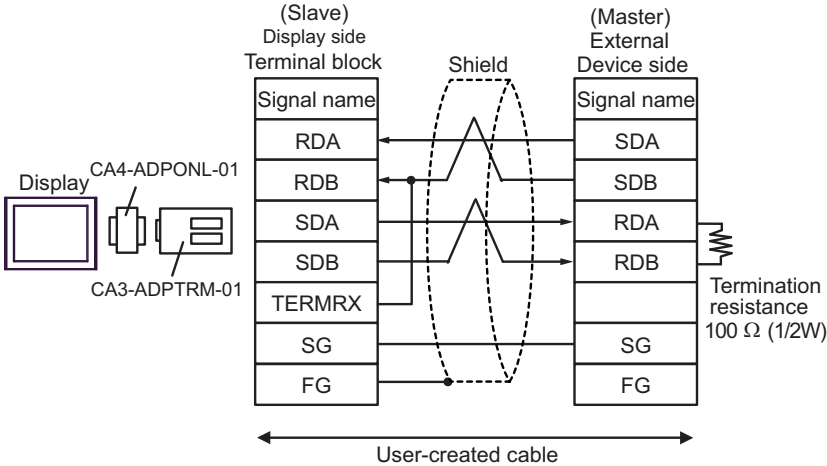 (Slave)
Display side
Terminal block
Shield
(Master)
External
Device side
Signal name
Signal name
RDA
SDA
RDB
SDB
SDA
RDA
SDB
RDB
TERMRX
SG
SG
FG
FG
Display
CA4-ADPONL-01
CA3-ADPTRM-01
Termination
resistance
100 Ω (1/2W)
User-created cable